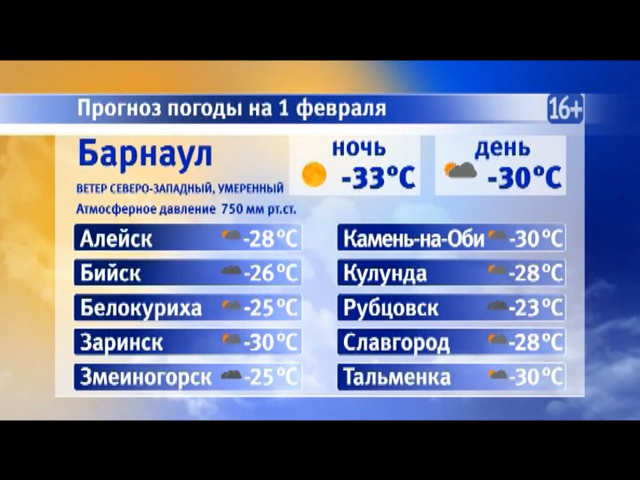 Прогноз погоды на 1 февраля
16+
Барнаул
ночь
-33°C
день
-30°C
ВЕТЕР СЕВЕРО-ЗАПАДНЫЙ, УМЕРЕННЫЙ
Атмосферное давление 750 мм рт.ст.
Алейск -28°C
Бийск -26°C
Белокуриха -25°C
Заринск -30°C
Змеиногорск -25°C
Камень-на-Оби -30°C
Кулунда -28°C
Рубцовск -23°C
Славгород -28°C
Тальменка -30°C